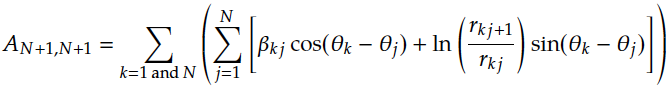 A_{N+1,N+1} = \sum_{k=1 and N} \left( \sum_{j=1}^{N} \left[ \beta_{kj} \cos(\theta_k - \theta_j) + \ln \left( \frac{r_{kj+1}}{r_{kj}} \right) \sin(\theta_k - \theta_j) \right] \right)